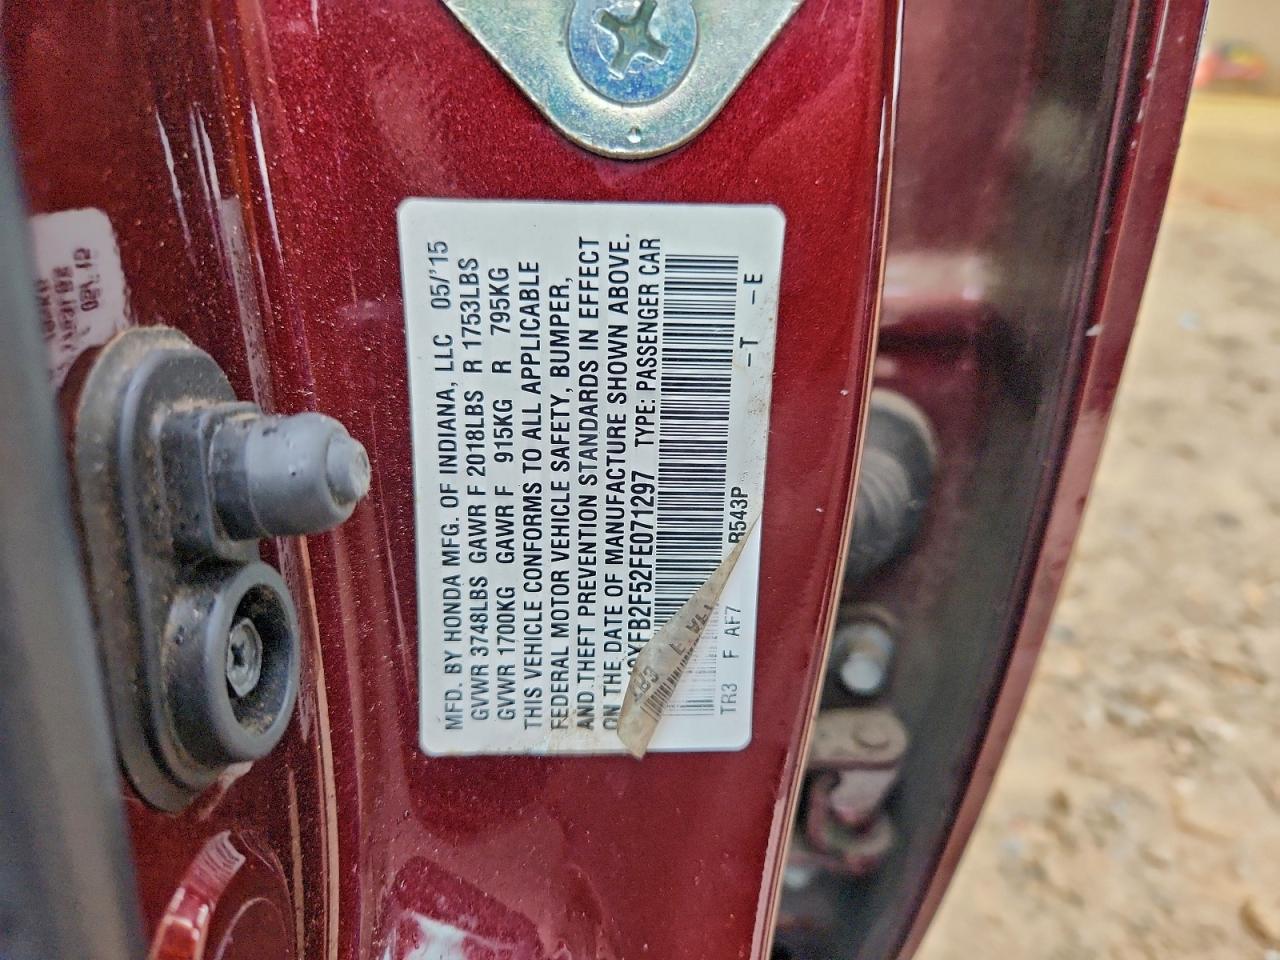 MFD. BY HONDA MFG. OF INDIANA, LLC 05/'15
GVWR 3748LBS GAWR F 2018LBS R 1753LBS
GVWR 1700KG GAWR F 915KG R 795KG
THIS VEHICLE CONFORMS TO ALL APPLICABLE
FEDERAL MOTOR VEHICLE SAFETY, BUMPER,
AND THEFT PREVENTION STANDARDS IN EFFECT
ON THE DATE OF MANUFACTURE SHOWN ABOVE.
XFB2F52FE071297 TYPE: PASSENGER CAR
R543P -T -E
TR3 F AF7